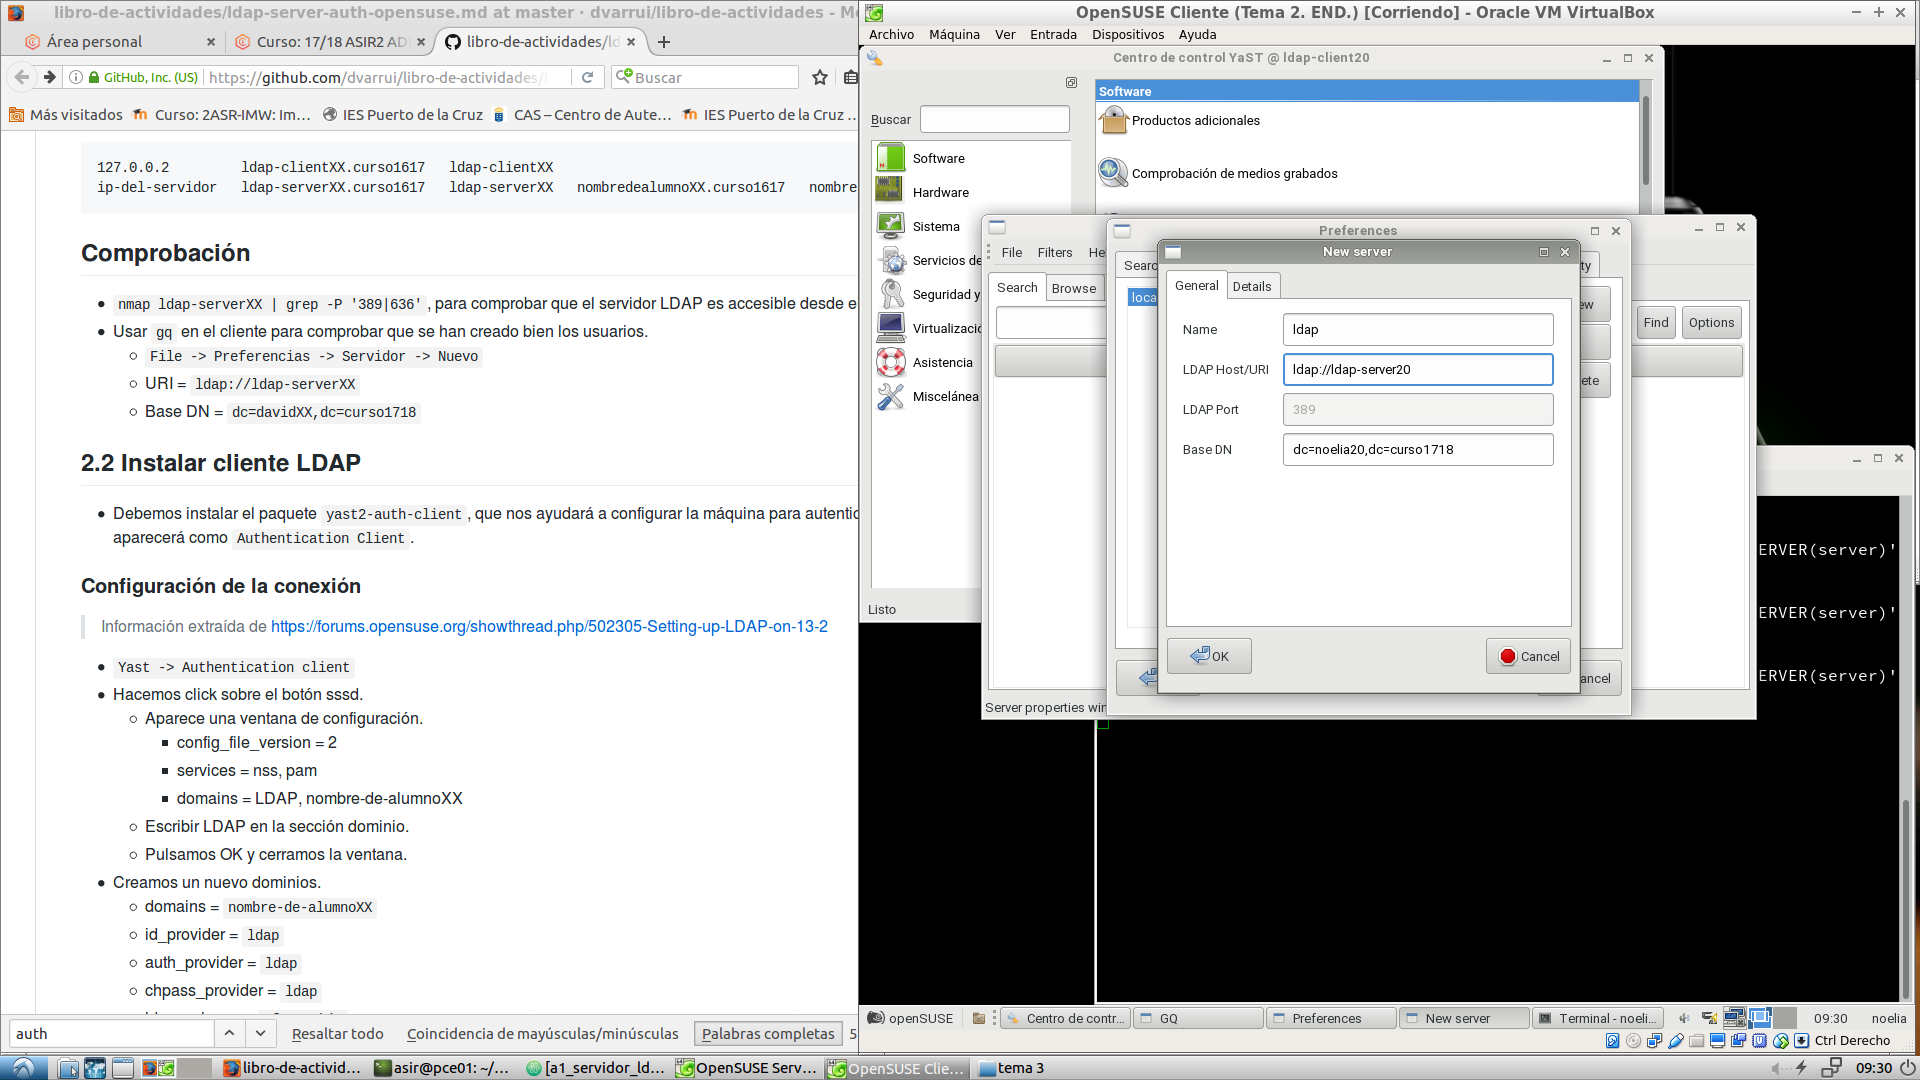 libro-de-actividades/ldap-server-auth-opensuse.md at master · dvarrui/libro-de-actividades - Mo
Área personal
Curso: 17/18 ASIR2 AD
libro-de-actividades/ld
GitHub, Inc. (US)
https://github.com/dvarrui/libro-de-actividades/
Buscar
Más visitados
Curso: 2ASR-IMW: Im...
IES Puerto de la Cruz
CAS – Centro de Aute...
IES Puerto de la Cruz ...
127.0.0.2 ldap-clientXX.curso1617 ldap-clientXX
ip-del-servidor ldap-serverXX.curso1617 ldap-serverXX nombredealumnoXX.curso1617 nombre
Comprobación
nmap ldap-serverXX | grep -P '389|636' , para comprobar que el servidor LDAP es accesible desde e
Usar gq en el cliente para comprobar que se han creado bien los usuarios.
File -> Preferencias -> Servidor -> Nuevo
URI = ldap://ldap-serverXX
Base DN = dc=davidXX,dc=curso1718
2.2 Instalar cliente LDAP
Debemos instalar el paquete yast2-auth-client , que nos ayudará a configurar la máquina para autentic
aparecerá como Authentication Client .
Configuración de la conexión
Información extraída de https://forums.opensuse.org/showthread.php/502305-Setting-up-LDAP-on-13-2
Yast -> Authentication client
Hacemos click sobre el botón sssd.
Aparece una ventana de configuración.
config_file_version = 2
services = nss, pam
domains = LDAP, nombre-de-alumnoXX
Escribir LDAP en la sección dominio.
Pulsamos OK y cerramos la ventana.
Creamos un nuevo dominios.
domains = nombre-de-alumnoXX
id_provider = ldap
auth_provider = ldap
chpass_provider = ldap
auth
Resaltar todo
Coincidencia de mayúsculas/minúsculas
Palabras completas
5
OpenSUSE Cliente (Tema 2. END.) [Corriendo] - Oracle VM VirtualBox
Archivo Máquina Ver Entrada Dispositivos Ayuda
Centro de control YaST @ ldap-client20
Buscar
Software
Hardware
Sistema
Servicios de
Seguridad y
Virtualizació
Asistencia
Miscelánea
Listo
Software
Productos adicionales
Comprobación de medios grabados
File Filters He
Search Browse
Find Options
Server properties win
Preferences
Searc
ty
loca
ew
ete
ancel
New server
General Details
Name ldap
LDAP Host/URI ldap://ldap-server20
LDAP Port 389
Base DN dc=noelia20,dc=curso1718
OK Cancel
ERVER(server)'
ERVER(server)'
ERVER(server)'
openSUSE
Centro de contr...
GQ
Preferences
New server
Terminal - noeli...
09:30 noelia
Ctrl Derecho
libro-de-activid...
asir@pce01: ~/...
[a1_servidor_ld...
OpenSUSE Serv...
OpenSUSE Clie...
tema 3
09:30